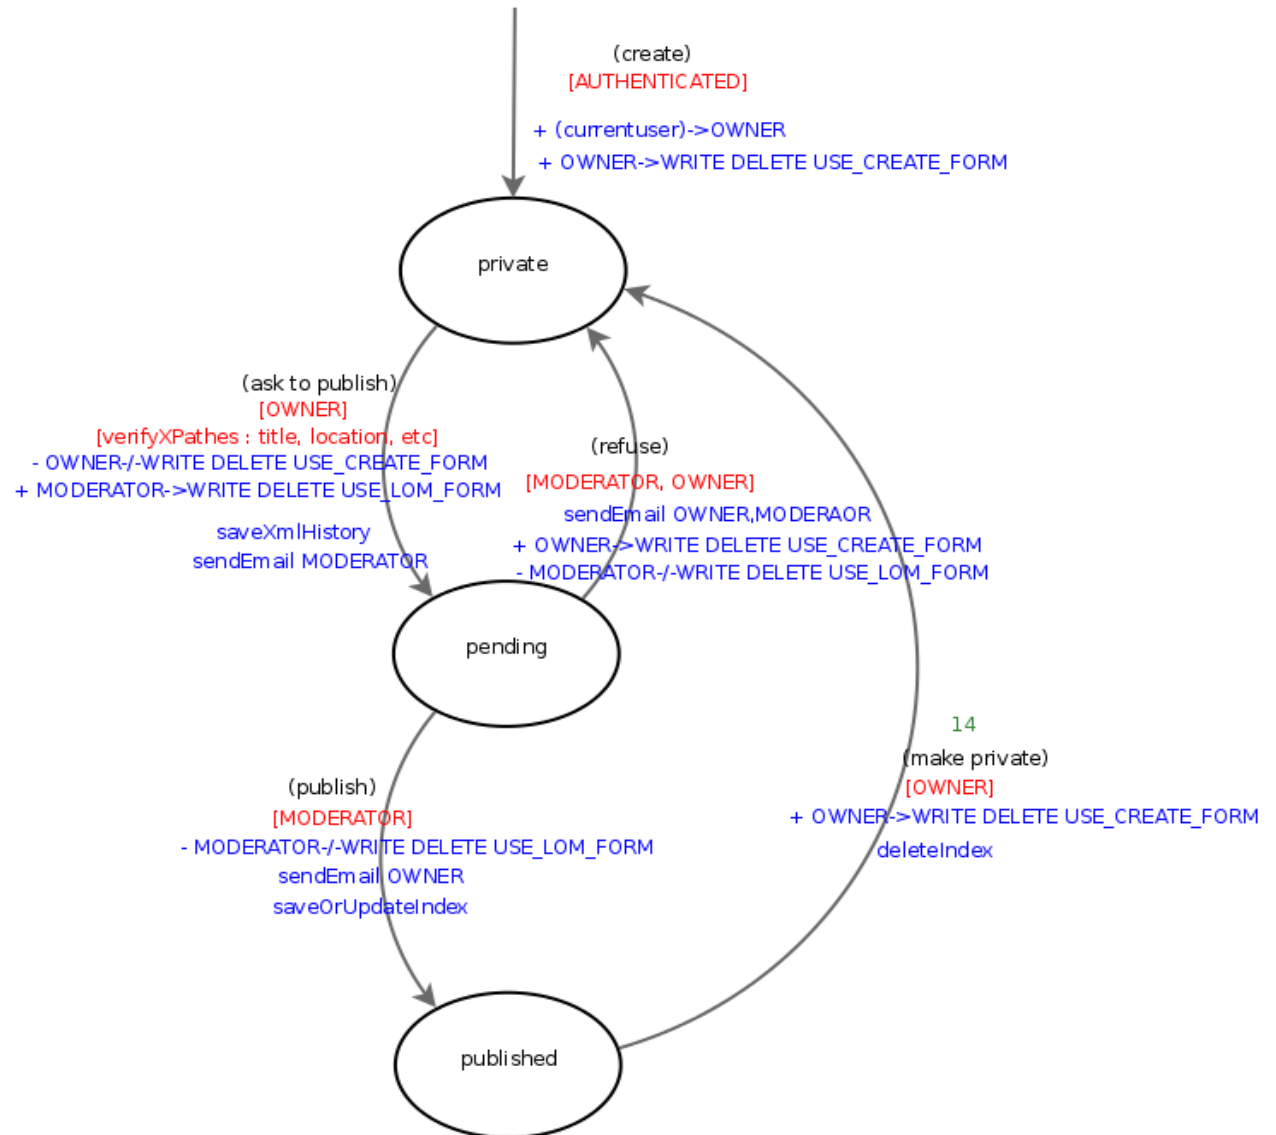 (create)
[AUTHENTICATED]
+ (currentuser)->OWNER
+ OWNER->WRITE DELETE USE_CREATE_FORM
private
(ask to publish)
[OWNER]
[verifyXPathes : title, location, etc]
- OWNER-/-WRITE DELETE USE_CREATE_FORM
+ MODERATOR->WRITE DELETE USE_LOM_FORM
saveXmlHistory
sendEmail MODERATOR
(refuse)
[MODERATOR, OWNER]
sendEmail OWNER,MODERAOR
+ OWNER->WRITE DELETE USE_CREATE_FORM
- MODERATOR-/-WRITE DELETE USE_LOM_FORM
pending
(publish)
[MODERATOR]
- MODERATOR-/-WRITE DELETE USE_LOM_FORM
sendEmail OWNER
saveOrUpdateIndex
14
(make private)
[OWNER]
+ OWNER->WRITE DELETE USE_CREATE_FORM
deleteIndex
published